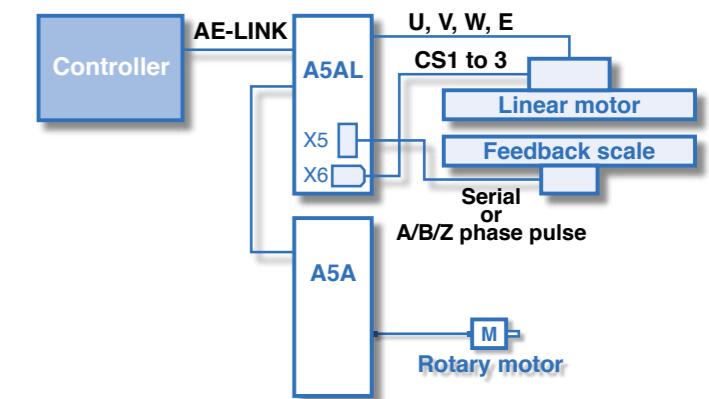 U, V, W, E
AE-LINK
CS1 to 3
Controller
A5AL
Linear motor
X5
Feedback scale
X6
Serial
or
A/B/Z phase pulse
A5A
M
Rotary motor